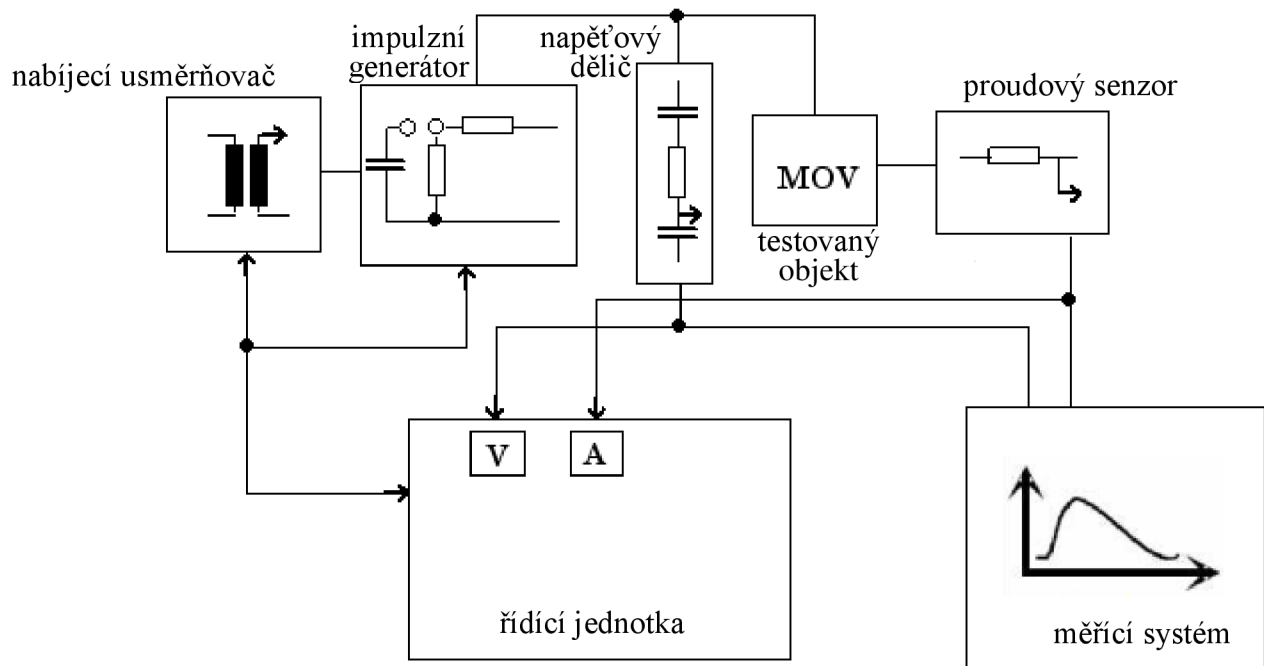 nabíjecí usměrňovač
impulzní
generátor
napěťový
dělič
proudový senzor
MOV
testovaný
objekt
V
A
řídící jednotka
měřící systém